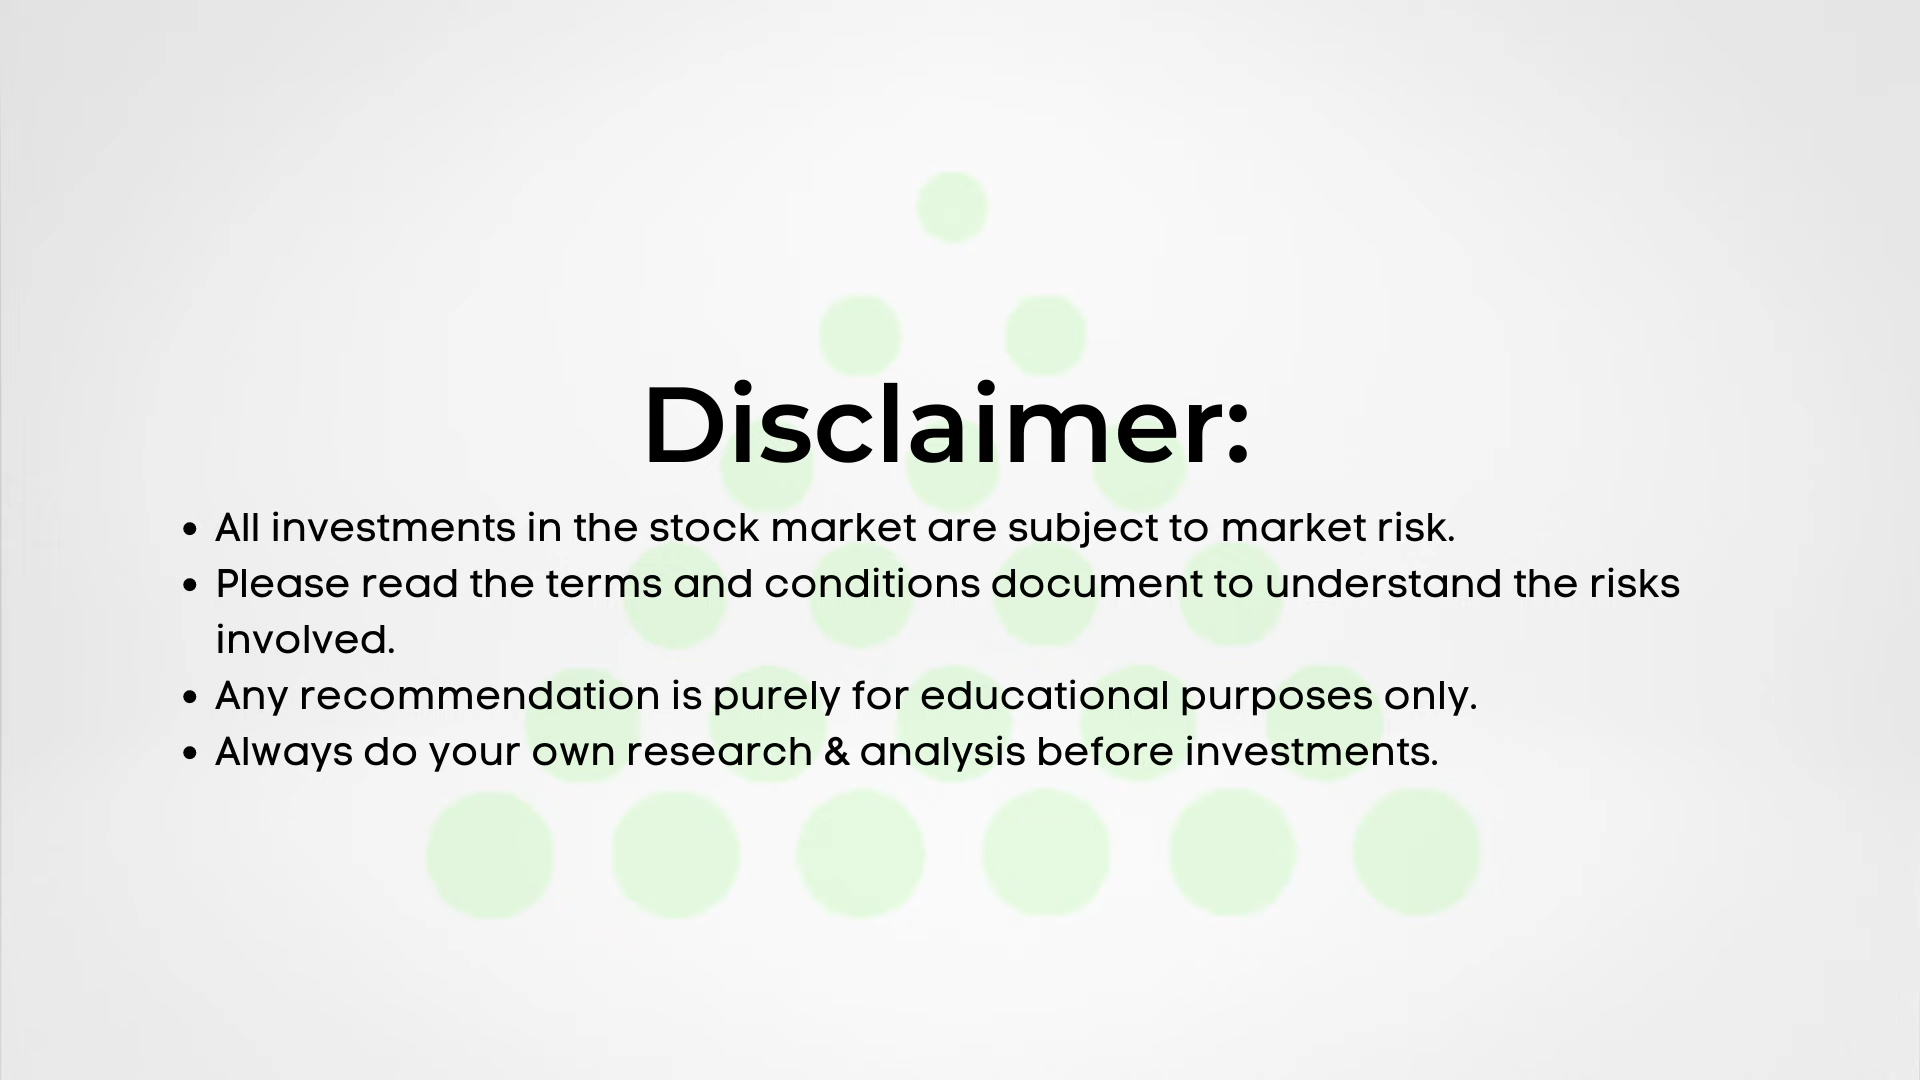 Disclaimer:
• All investments in the stock market are subject to market risk.
• Please read the terms and conditions document to understand the risks
involved.
• Any recommendation is purely for educational purposes only.
• Always do your own research & analysis before investments.